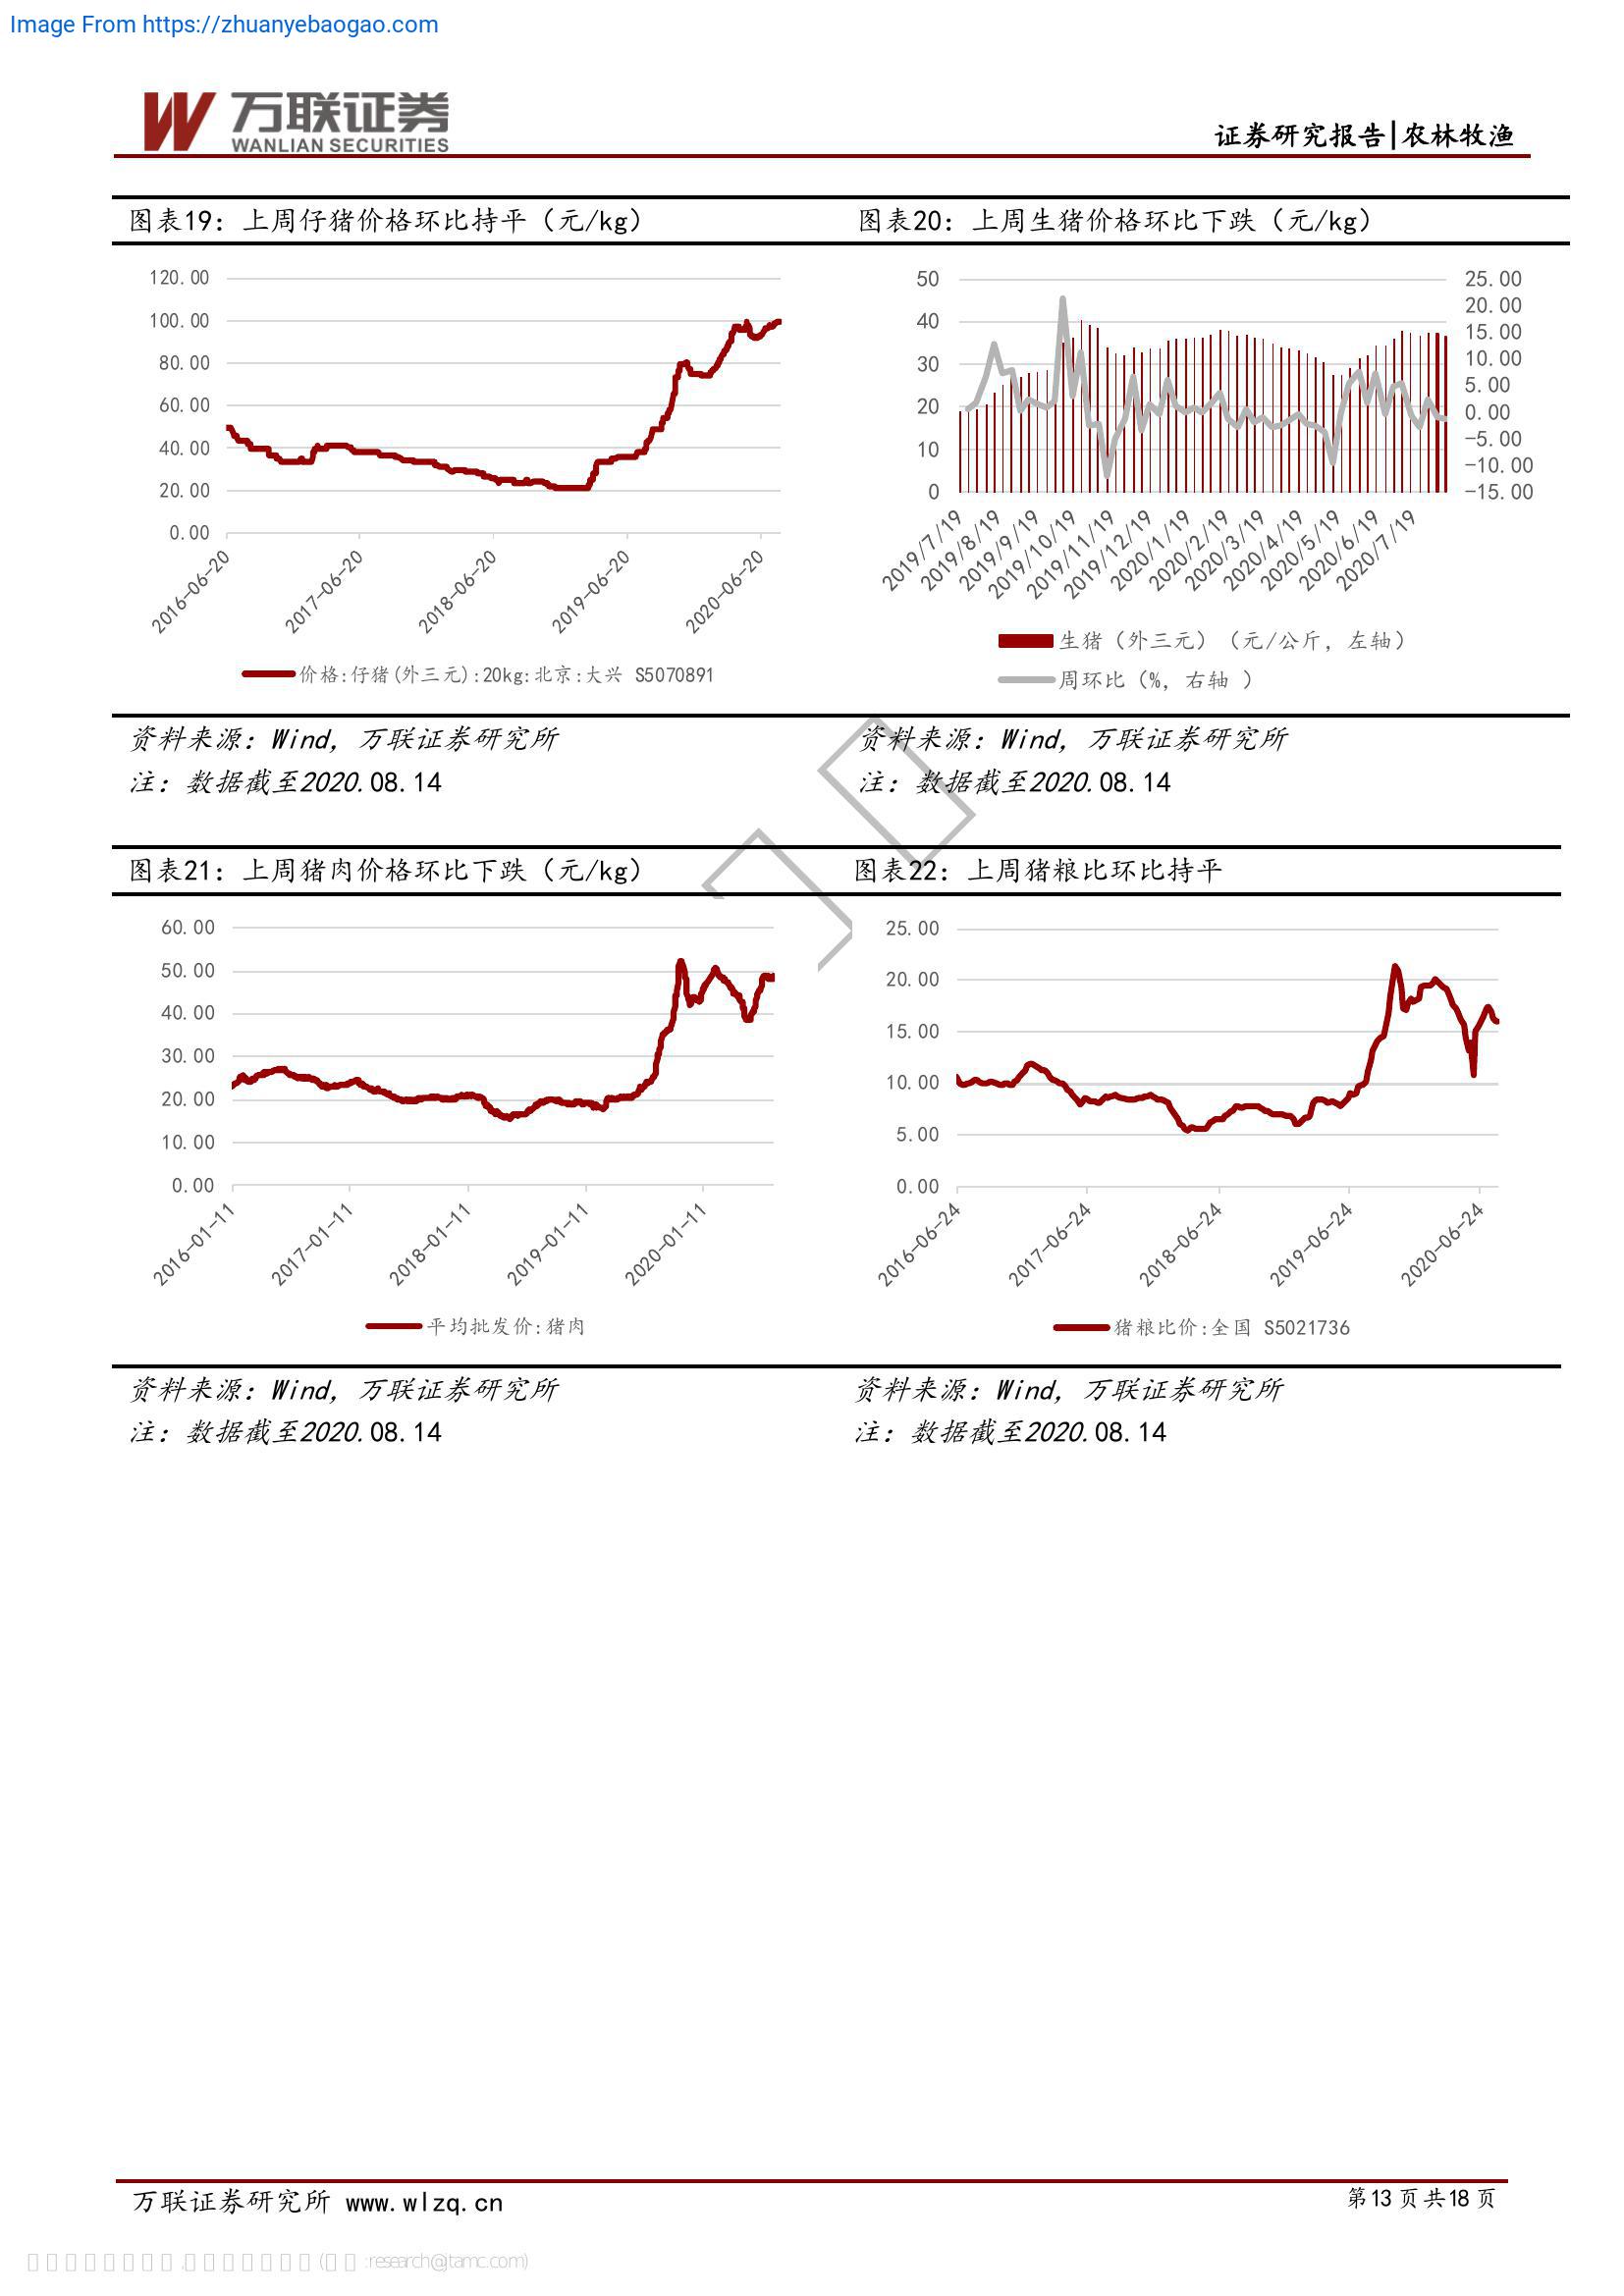 Image From https://zhuanyebaogao.com
万联证券
WANLIAN SECURITIES
证券研究报告|农林牧渔
图表19：上周仔猪价格环比持平（元/kg）
120.00
100.00
80.00
60.00
40.00
20.00
0.00
2016-06-20
2017-06-20
2018-06-20
2019-06-20
2020-06-20
价格:仔猪(外三元):20kg:北京:大兴 S5070891
资料来源：Wind，万联证券研究所
注：数据截至2020.08.14
图表20：上周生猪价格环比下跌（元/kg）
50
40
30
20
10
0
25.00
20.00
15.00
10.00
5.00
0.00
-5.00
-10.00
-15.00
2019/7/19
2019/8/19
2019/9/19
2019/10/19
2019/11/19
2019/12/19
2020/1/19
2020/2/19
2020/3/19
2020/4/19
2020/5/19
2020/6/19
2020/7/19
生猪（外三元）（元/公斤，左轴）
周环比（%，右轴 ）
资料来源：Wind，万联证券研究所
注：数据截至2020.08.14
图表21：上周猪肉价格环比下跌（元/kg）
60.00
50.00
40.00
30.00
20.00
10.00
0.00
2016-01-11
2017-01-11
2018-01-11
2019-01-11
2020-01-11
平均批发价:猪肉
资料来源：Wind，万联证券研究所
注：数据截至2020.08.14
图表22：上周猪粮比环比持平
25.00
20.00
15.00
10.00
5.00
0.00
2016-06-24
2017-06-24
2018-06-24
2019-06-24
2020-06-24
猪粮比价:全国 S5021736
资料来源：Wind，万联证券研究所
注：数据截至2020.08.14
万联证券研究所 www.wlzq.cn
第13页共18页
research@jtamc.com)